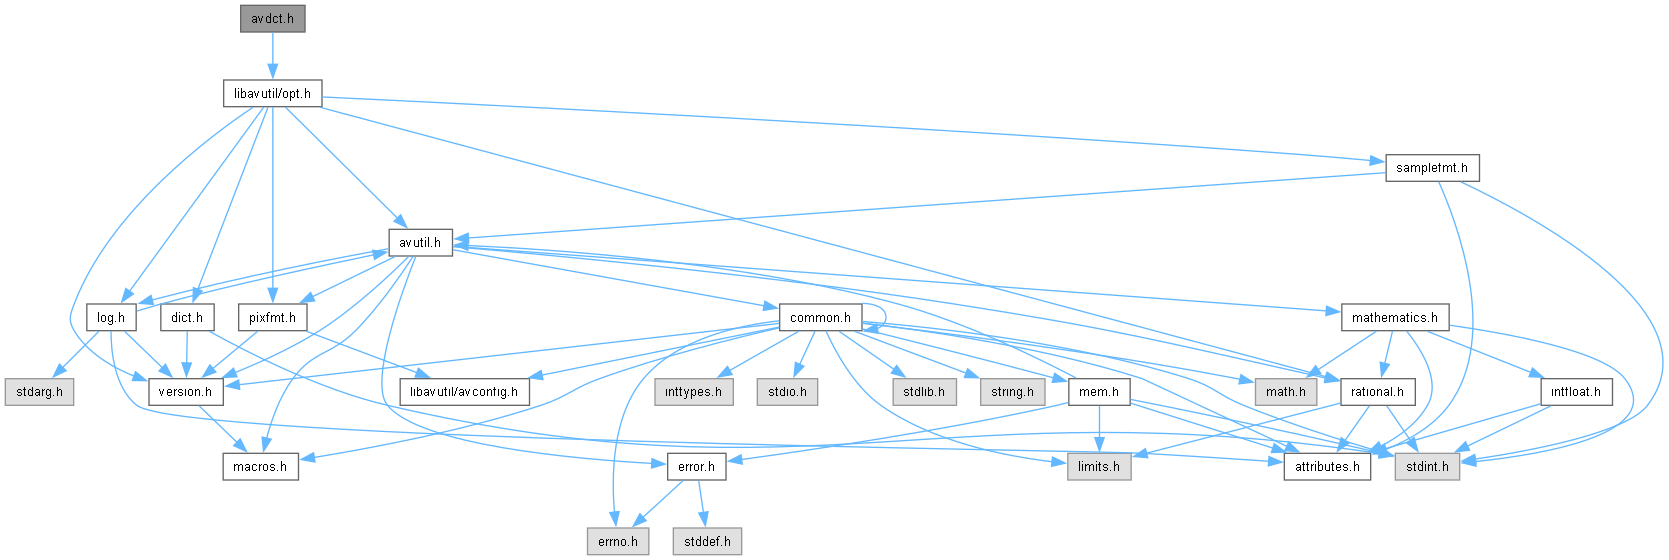 avdct.h
libavutil/opt.h
samplefmt.h
avutil.h
log.h
dict.h
pixfmt.h
common.h
mathematics.h
stdarg.h
version.h
libavutil/avconfig.h
inttypes.h
stdio.h
stdlib.h
string.h
mem.h
math.h
rational.h
intfloat.h
macros.h
error.h
limits.h
attributes.h
stdint.h
errno.h
stddef.h